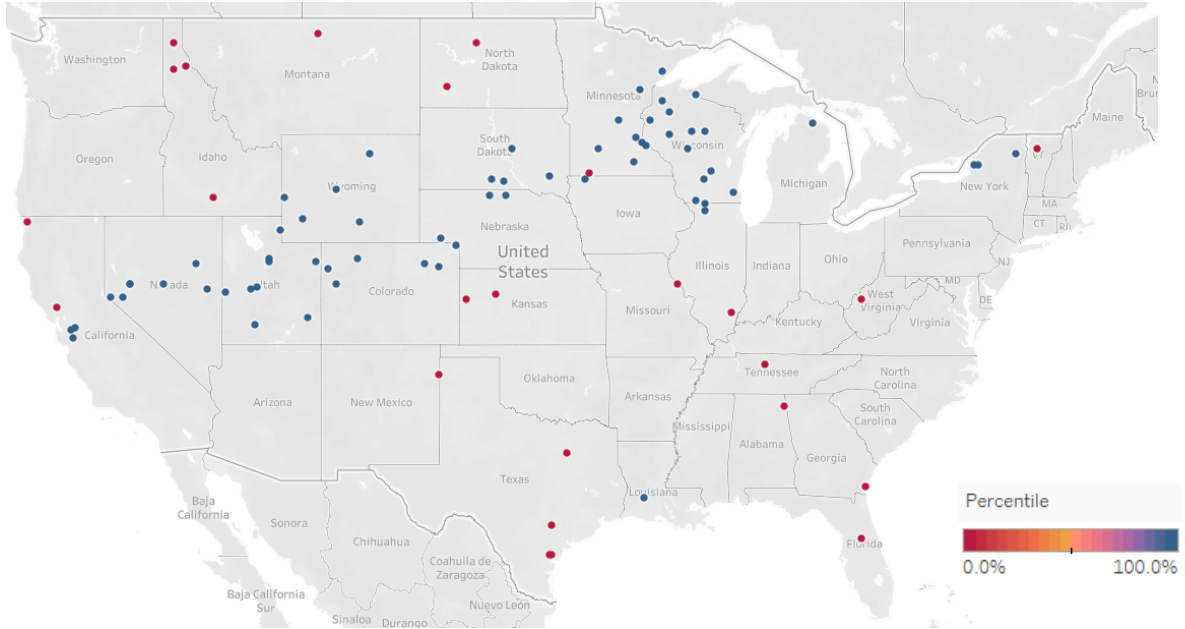 Washington
Montana
North
Dakota
Minnesota
Maine
N
Brun
Oregon
Idaho
South
Dakota
Wyoming
Wisconsin
Michigan
VT
New York
MA
CT
Rh
Iowa
Nebraska
United
States
Pennsylvania
NJ
Illinois
Indiana
Ohio
MD
DE
Nevada
Utah
Colorado
Kansas
Missouri
West
Virginia
Virginia
Kentucky
California
Tennessee
North
Carolina
Arizona
New Mexico
Oklahoma
Arkansas
South
Carolina
Mississippi
Alabama
Georgia
Texas
Louisiana
Percentile
0.0%
100.0%
Florida
Baja
California
Sonora
Chihuahua
Coahuila de
Zaragoza
Baja California
Sur
Sinaloa
Durango
Nuevo León